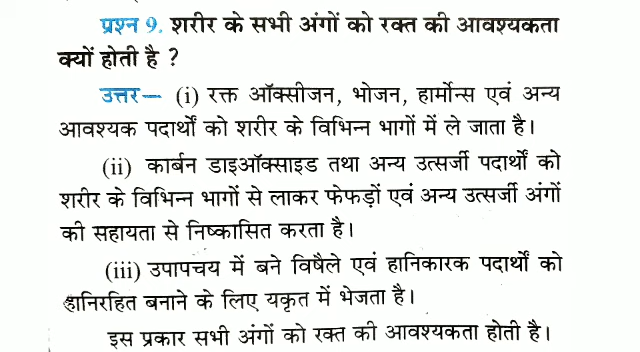 प्रश्न 9. शरीर के सभी अंगों को रक्त की आवश्यकता
क्यों होती है ?
उत्तर— (i) रक्त ऑक्सीजन, भोजन, हार्मोन्स एवं अन्य
आवश्यक पदार्थों को शरीर के विभिन्न भागों में ले जाता है।
(ii) कार्बन डाइऑक्साइड तथा अन्य उत्सर्जी पदार्थों को
शरीर के विभिन्न भागों से लाकर फेफड़ों एवं अन्य उत्सर्जी अंगों
की सहायता से निष्कासित करता है।
(iii) उपापचय में बने विषैले एवं हानिकारक पदार्थों को
हानिरहित बनाने के लिए यकृत में भेजता है।
इस प्रकार सभी अंगों को रक्त की आवश्यकता होती है।